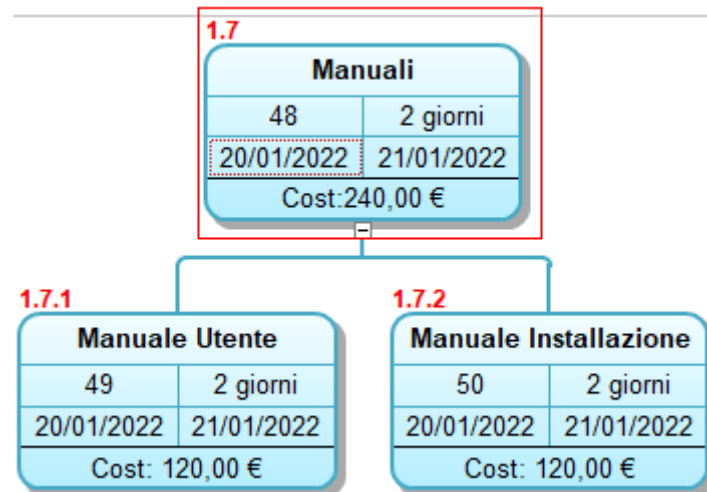 1.7
Manuali
48 2 giorni
20/01/2022 21/01/2022
Cost:240,00 €
1.7.1
Manuale Utente
49 2 giorni
20/01/2022 21/01/2022
Cost: 120,00 €
1.7.2
Manuale Installazione
50 2 giorni
20/01/2022 21/01/2022
Cost: 120,00 €